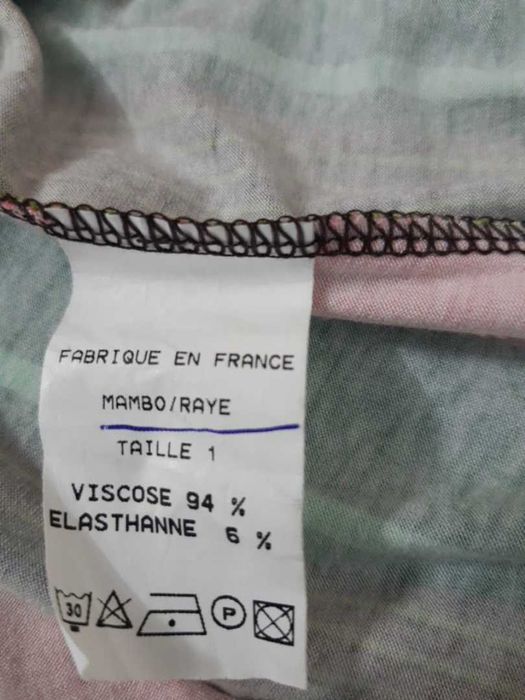 FABRIQUE EN FRANCE
MAMBO/RAYE
TAILLE 1
VISCOSE 94 %
ELASTHANNE 6 %
30 P